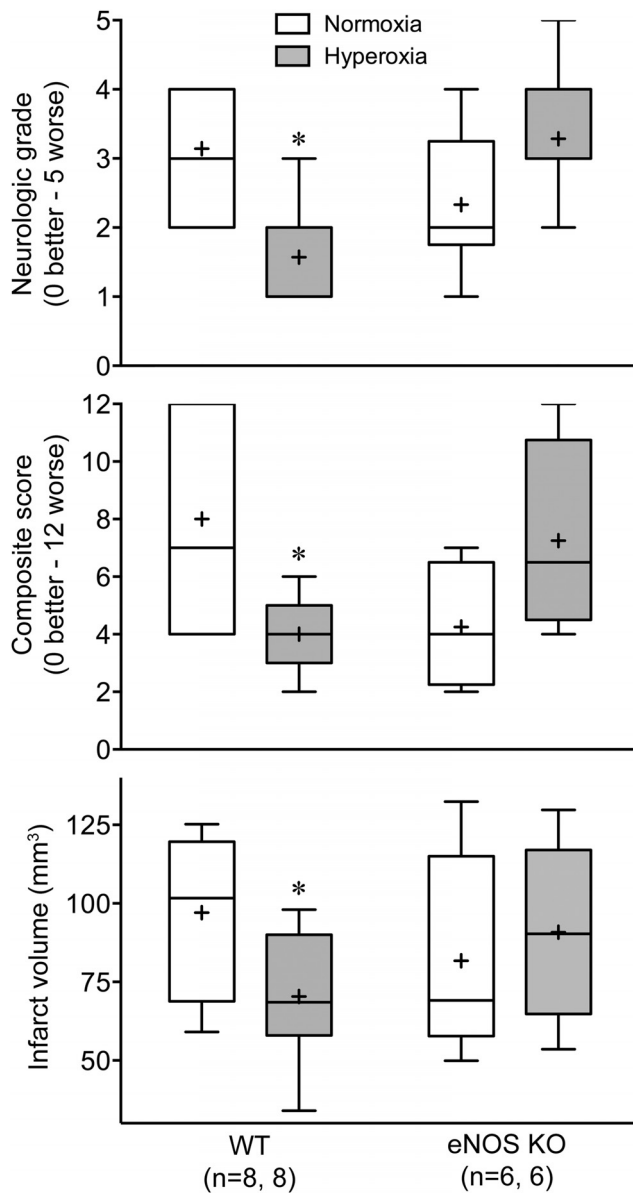 Normoxia
Hyperoxia
Neurologic grade
(0 better - 5 worse)
5
4
3
2
1
0
*
Composite score
(0 better - 12 worse)
12
10
8
6
4
2
0
*
Infarct volume (mm³)
125
100
75
50
*
WT
eNOS KO
(n=8, 8)
(n=6, 6)